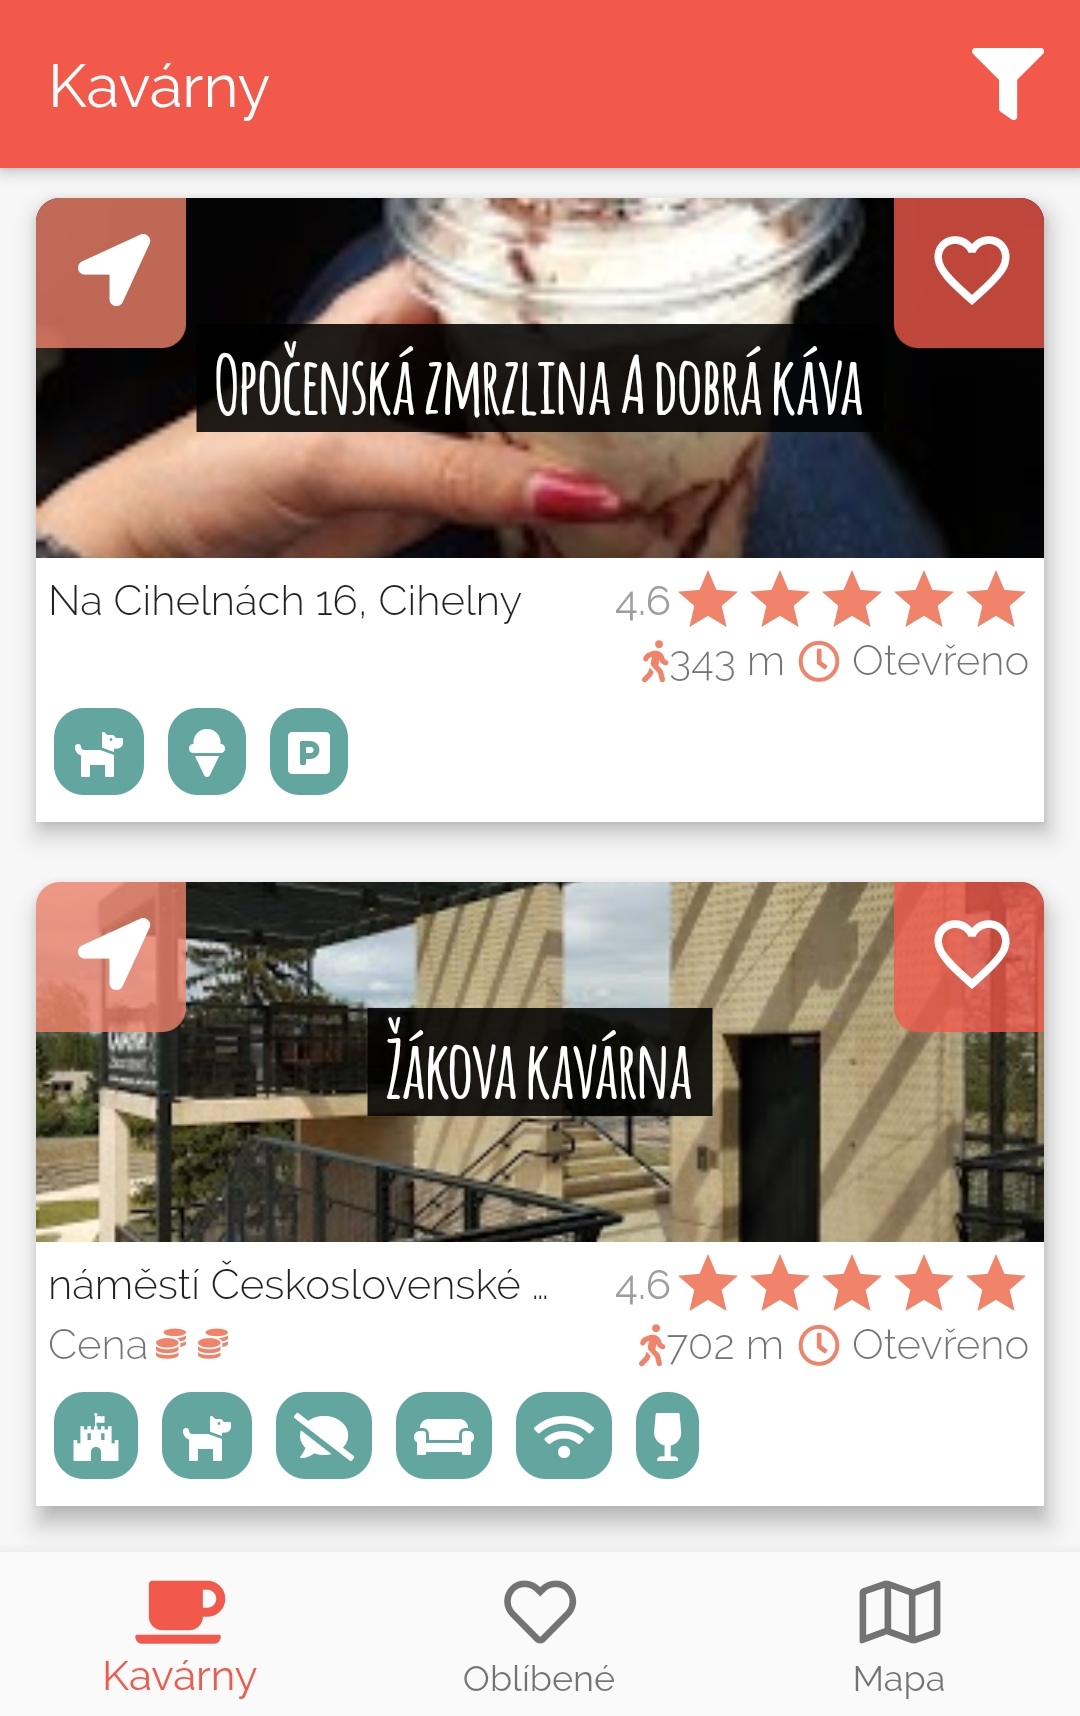 Kavárny
Opočenská zmrzlina A dobrá káva
Na Cihelnách 16, Cihelny
4.6
343 m
Otevřeno
P
Žákova kavárna
náměstí Československé ...
4.6
Cena
702 m
Otevřeno
Kavárny
Oblíbené
Mapa